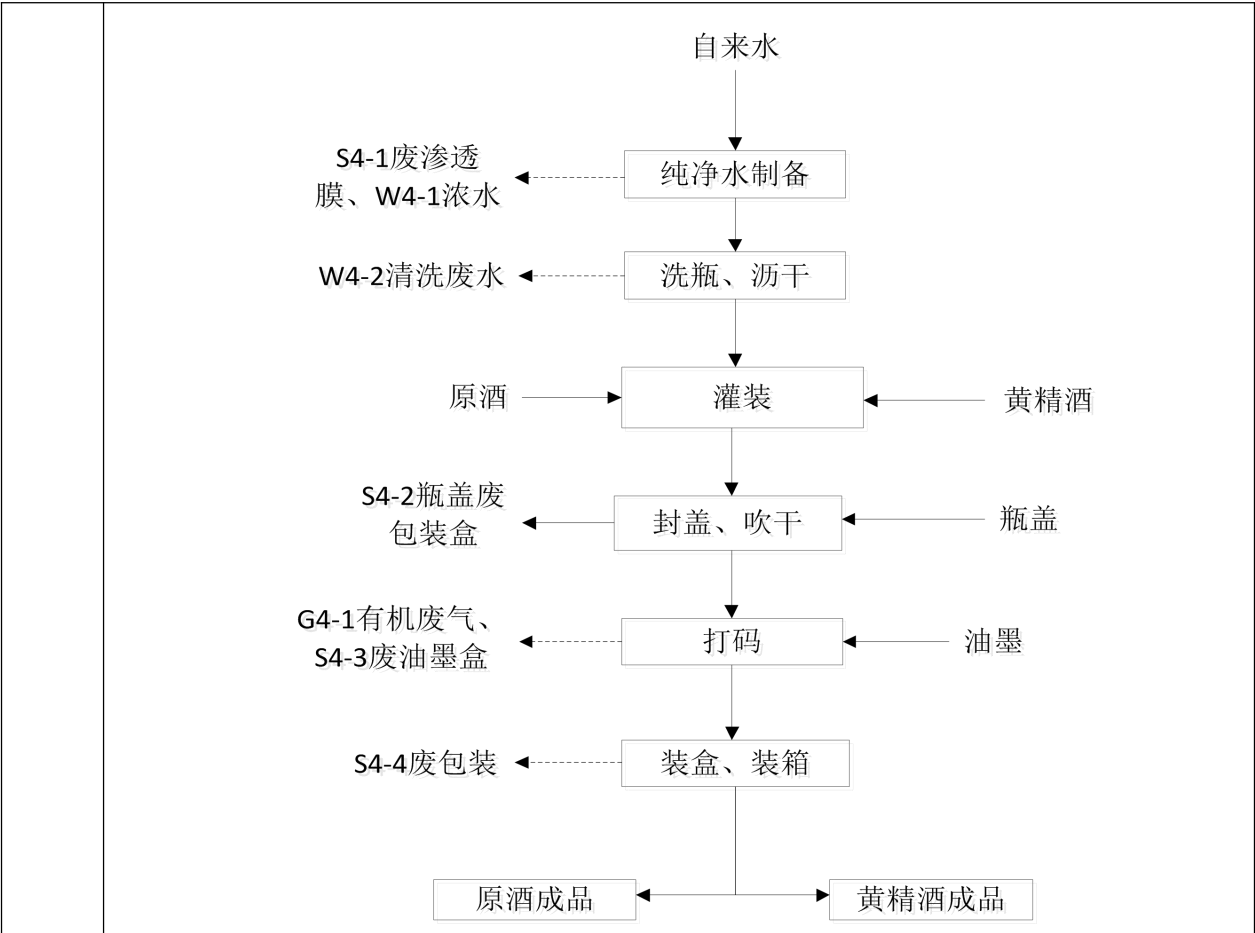 自来水
S4-1废渗透
膜、W4-1浓水
纯净水制备
W4-2清洗废水
洗瓶、沥干
原酒
灌装
黄精酒
S4-2瓶盖废
包装盒
封盖、吹干
瓶盖
G4-1有机废气、
S4-3废油墨盒
打码
油墨
S4-4废包装
装盒、装箱
原酒成品
黄精酒成品